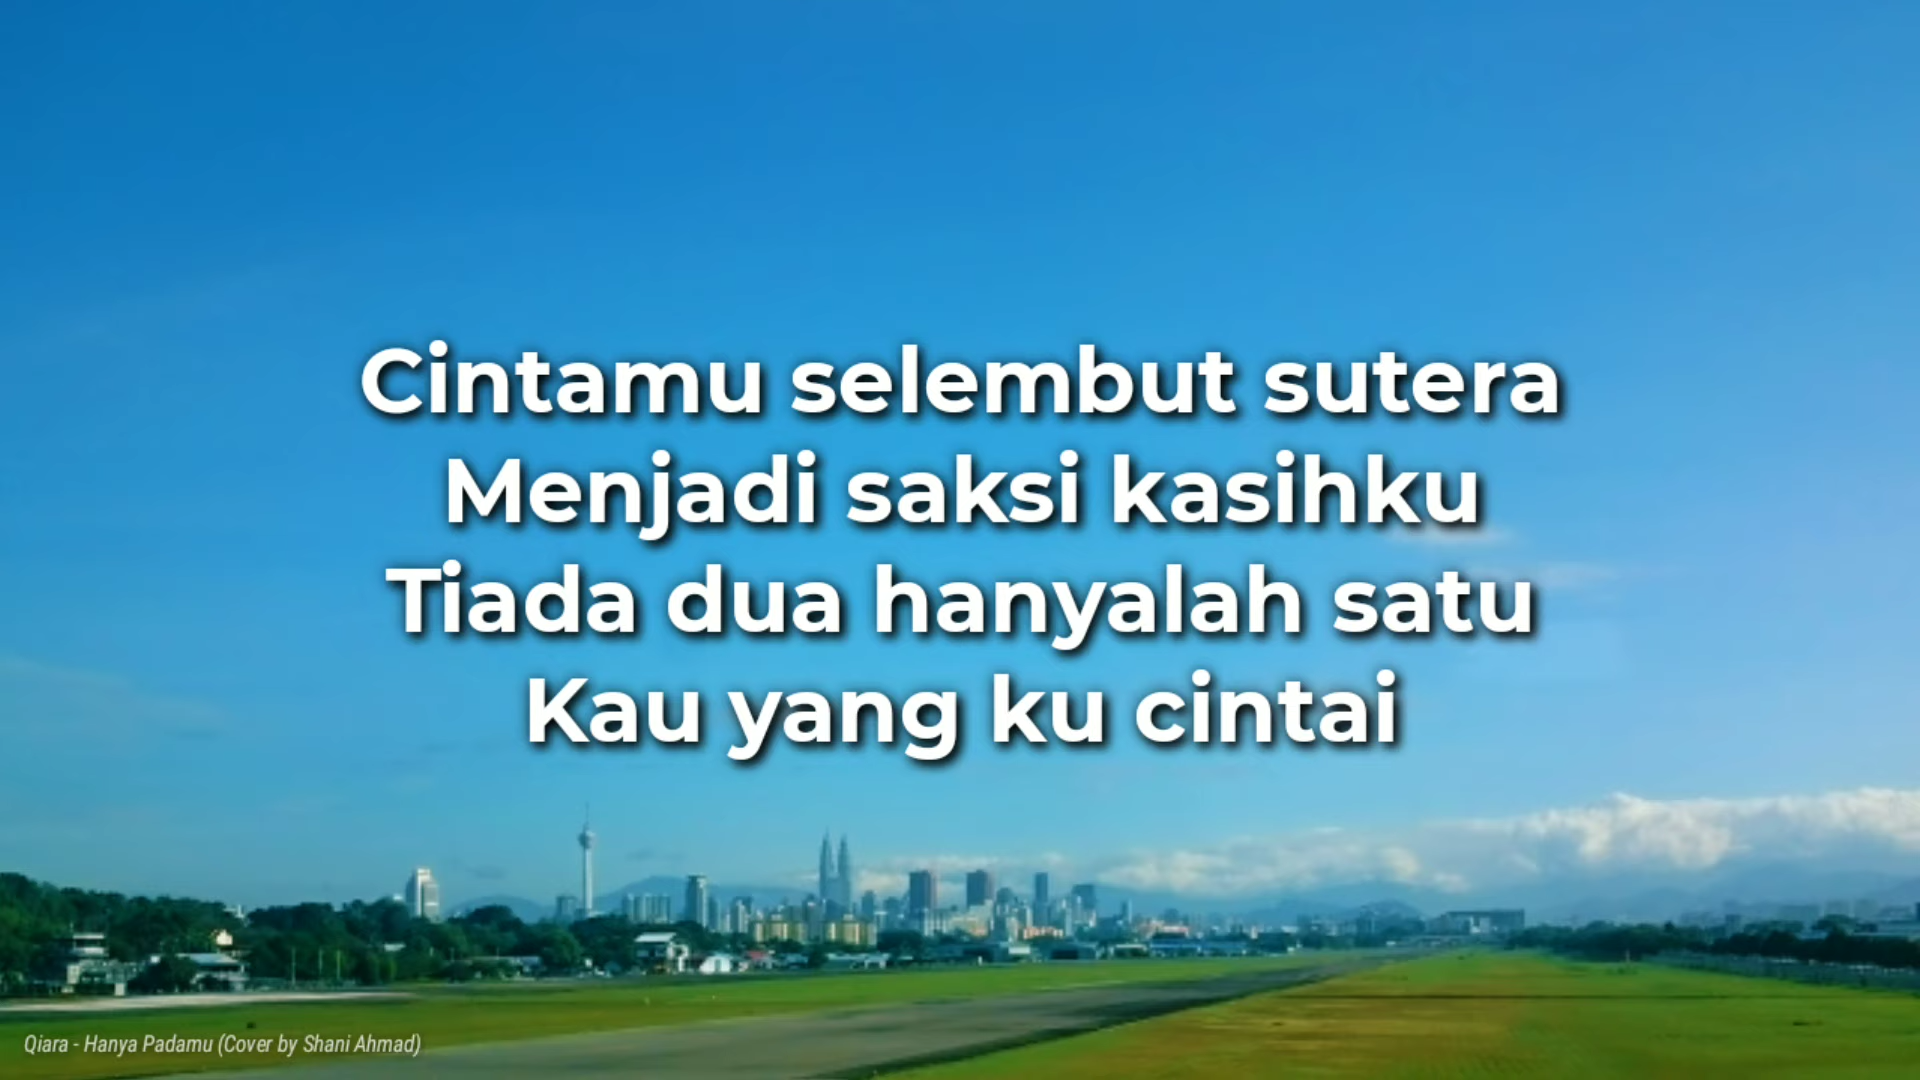 Cintamu selembut sutera
Menjadi saksi kasihku
Tiada dua hanyalah satu
Kau yang ku cintai
Qiara - Hanya Padamu (Cover by Shani Ahmad)